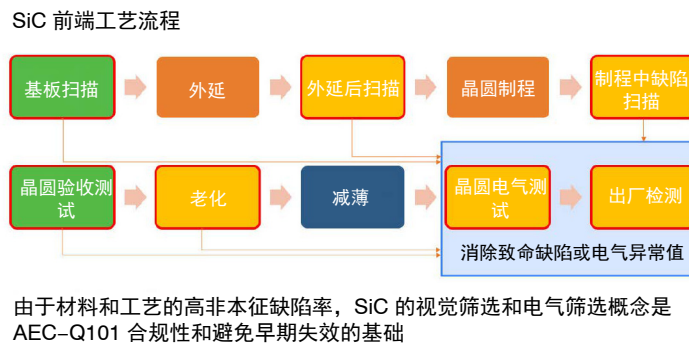 SiC 前端工艺流程
基板扫描
外延
外延后扫描
晶圆制程
制程中缺陷
扫描
晶圆验收测
试
老化
减薄
晶圆电气测
试
出厂检测
消除致命缺陷或电气异常值
由于材料和工艺的高非本征缺陷率，SiC 的视觉筛选和电气筛选概念是
AEC-Q101 合规性和避免早期失效的基础